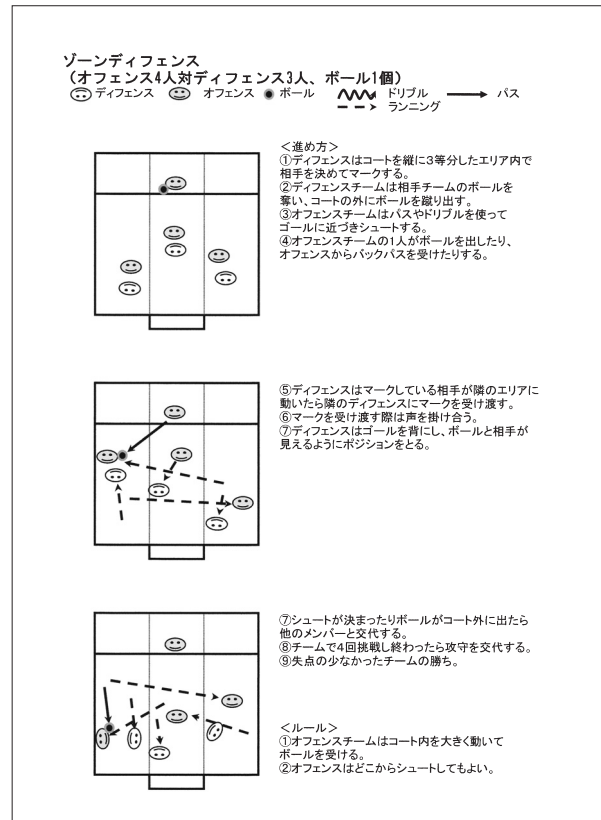 ゾーンディフェンス
（オフェンス4人対ディフェンス3人、ボール1個）
ディフェンス オフェンス ボール ドリブル パス
ランニング
＜進め方＞
①ディフェンスはコートを縦に3等分したエリア内で
相手を決めてマークする。
②ディフェンスチームは相手チームのボールを
奪い、コートの外にボールを蹴り出す。
③オフェンスチームはパスやドリブルを使って
ゴールに近づきシュートする。
④オフェンスチームの1人がボールを出したり、
オフェンスからバックパスを受けたりする。
⑤ディフェンスはマークしている相手が隣のエリアに
動いたら隣のディフェンスにマークを受け渡す。
⑥マークを受け渡す際は声を掛け合う。
⑦ディフェンスはゴールを背にし、ボールと相手が
見えるようにポジションをとる。
⑦シュートが決まったりボールがコート外に出たら
他のメンバーと交代する。
⑧チームで4回挑戦し終わったら攻守を交代する。
⑨失点の少なかったチームの勝ち。
＜ルール＞
①オフェンスチームはコート内を大きく動いて
ボールを受ける。
②オフェンスはどこからシュートしてもよい。